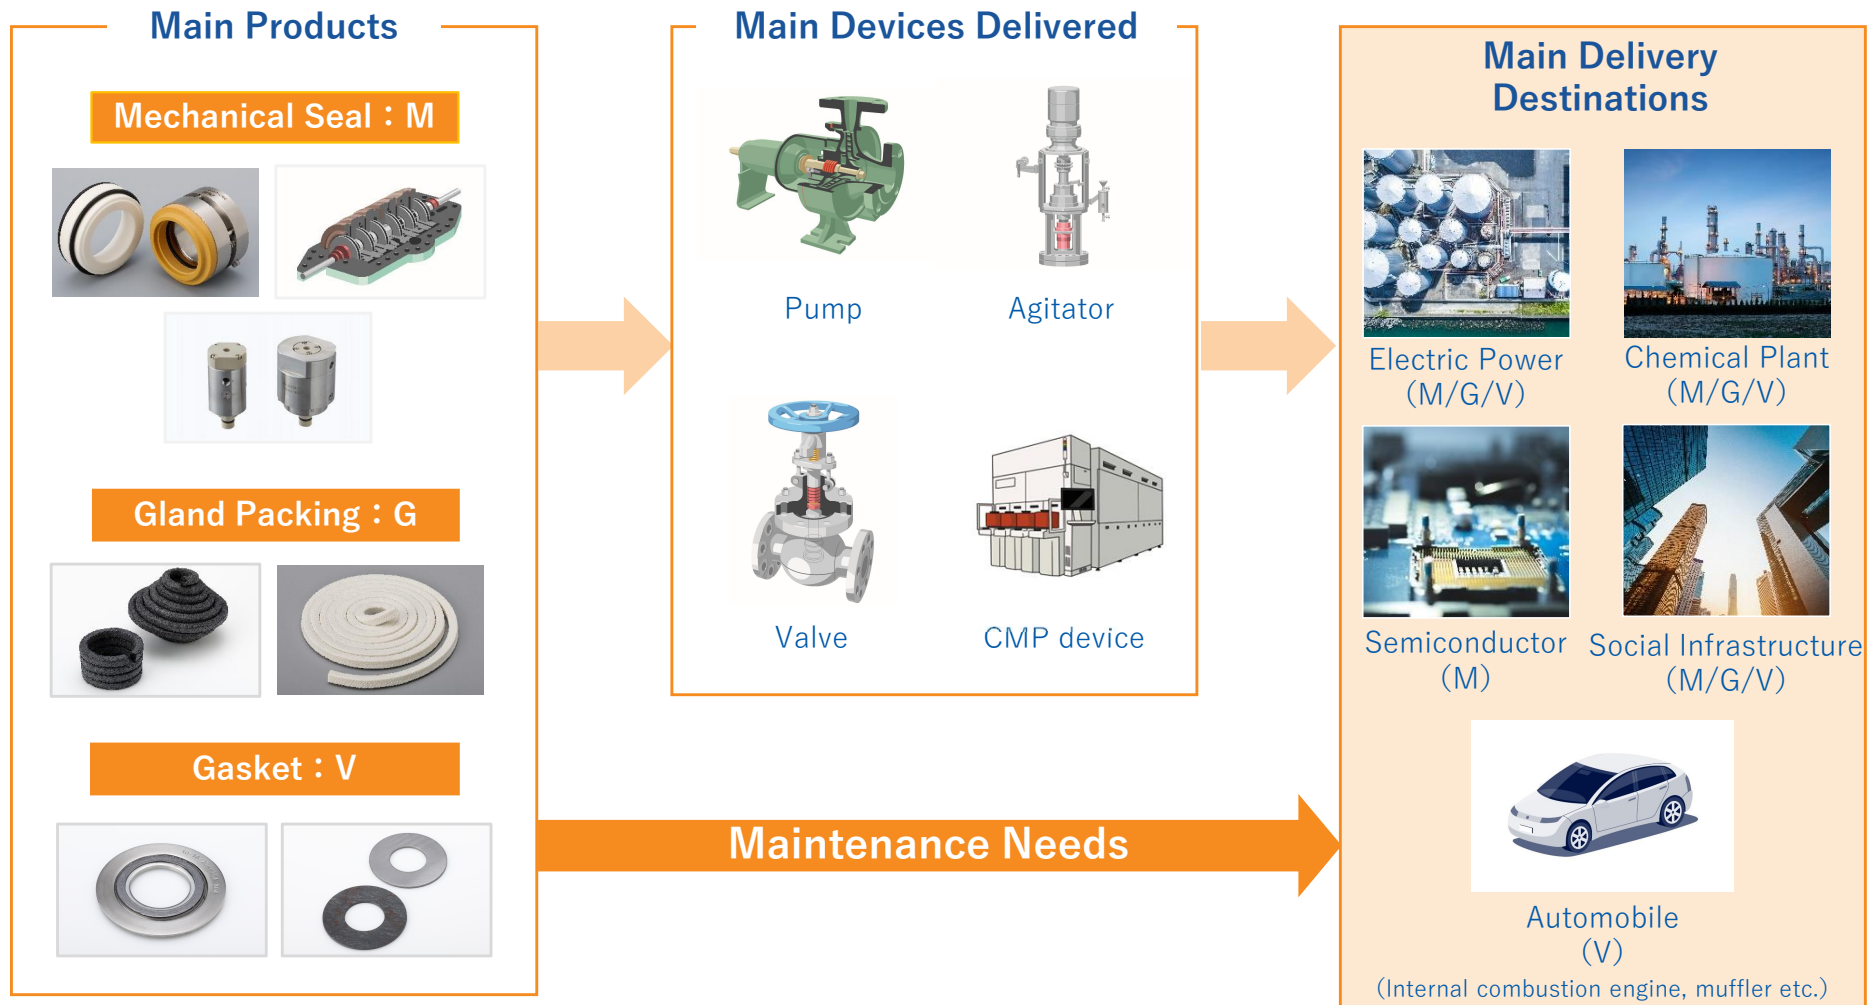 Main Products
Mechanical Seal：M
Gland Packing：G
Gasket：V
Main Devices Delivered
Pump
Agitator
Valve
CMP device
Maintenance Needs
Main Delivery
Destinations
Electric Power
(M/G/V)
Chemical Plant
(M/G/V)
Semiconductor
(M)
Social Infrastructure
(M/G/V)
Automobile
(V)
(Internal combustion engine, muffler etc.)